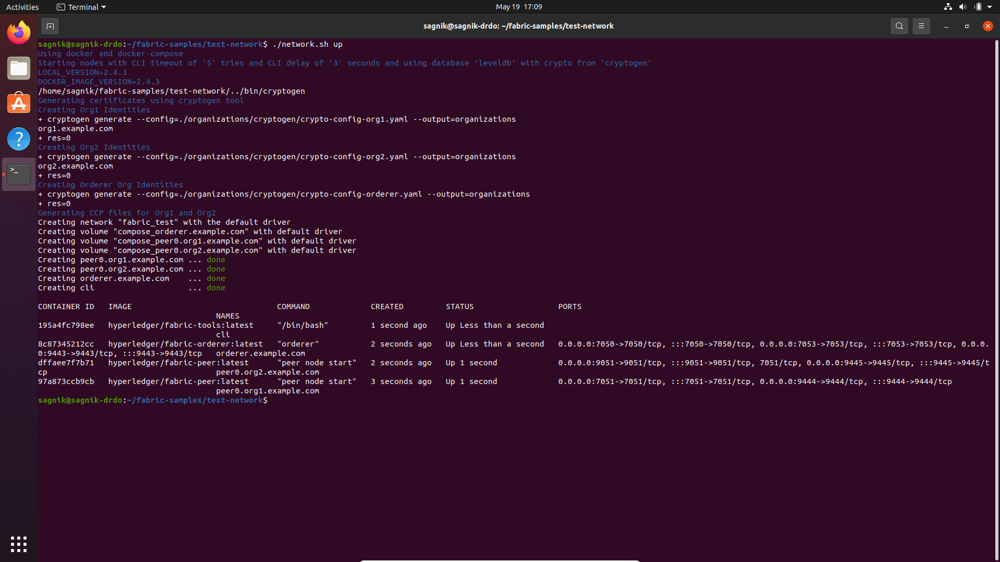 Activities
Terminal
May 19 17:09
sagnik@sagnik-drdo: ~/fabric-samples/test-network
sagnik@sagnik-drdo:~/fabric-samples/test-network$ ./network.sh up
Using docker and docker-compose
Starting nodes with CLI timeout of '5' tries and CLI delay of '3' seconds and using database 'leveldb' with crypto from 'cryptogen'
LOCAL_VERSION=2.4.3
DOCKER_IMAGE_VERSION=2.4.3
/home/sagnik/fabric-samples/test-network/../bin/cryptogen
Generating certificates using cryptogen tool
Creating Org1 Identities
+ cryptogen generate --config=./organizations/cryptogen/crypto-config-org1.yaml --output=organizations
org1.example.com
+ res=0
Creating Org2 Identities
+ cryptogen generate --config=./organizations/cryptogen/crypto-config-org2.yaml --output=organizations
org2.example.com
+ res=0
Creating Orderer Org Identities
+ cryptogen generate --config=./organizations/cryptogen/crypto-config-orderer.yaml --output=organizations
+ res=0
Generating CCP files for Org1 and Org2
Creating network "fabric_test" with the default driver
Creating volume "compose_orderer.example.com" with default driver
Creating volume "compose_peer0.org1.example.com" with default driver
Creating volume "compose_peer0.org2.example.com" with default driver
Creating peer0.org1.example.com ... done
Creating peer0.org2.example.com ... done
Creating orderer.example.com    ... done
Creating cli                    ... done
CONTAINER ID   IMAGE                               COMMAND             CREATED         STATUS                  PORTS
                                      NAMES
195a4fc798ee   hyperledger/fabric-tools:latest     "/bin/bash"         1 second ago    Up Less than a second
                                      cli
8c87345212cc   hyperledger/fabric-orderer:latest   "orderer"           2 seconds ago   Up Less than a second   0.0.0.0:7050->7050/tcp, :::7050->7050/tcp, 0.0.0.0:7053->7053/tcp, :::7053->7053/tcp, 0.0.0.
0:9443->9443/tcp, :::9443->9443/tcp   orderer.example.com
dffaee7f7b71   hyperledger/fabric-peer:latest      "peer node start"   2 seconds ago   Up 1 second             0.0.0.0:9051->9051/tcp, :::9051->9051/tcp, 7051/tcp, 0.0.0.0:9445->9445/tcp, :::9445->9445/t
cp                                    peer0.org2.example.com
97a873ccb9cb   hyperledger/fabric-peer:latest      "peer node start"   3 seconds ago   Up 1 second             0.0.0.0:7051->7051/tcp, :::7051->7051/tcp, 0.0.0.0:9444->9444/tcp, :::9444->9444/tcp
                                      peer0.org1.example.com
sagnik@sagnik-drdo:~/fabric-samples/test-network$